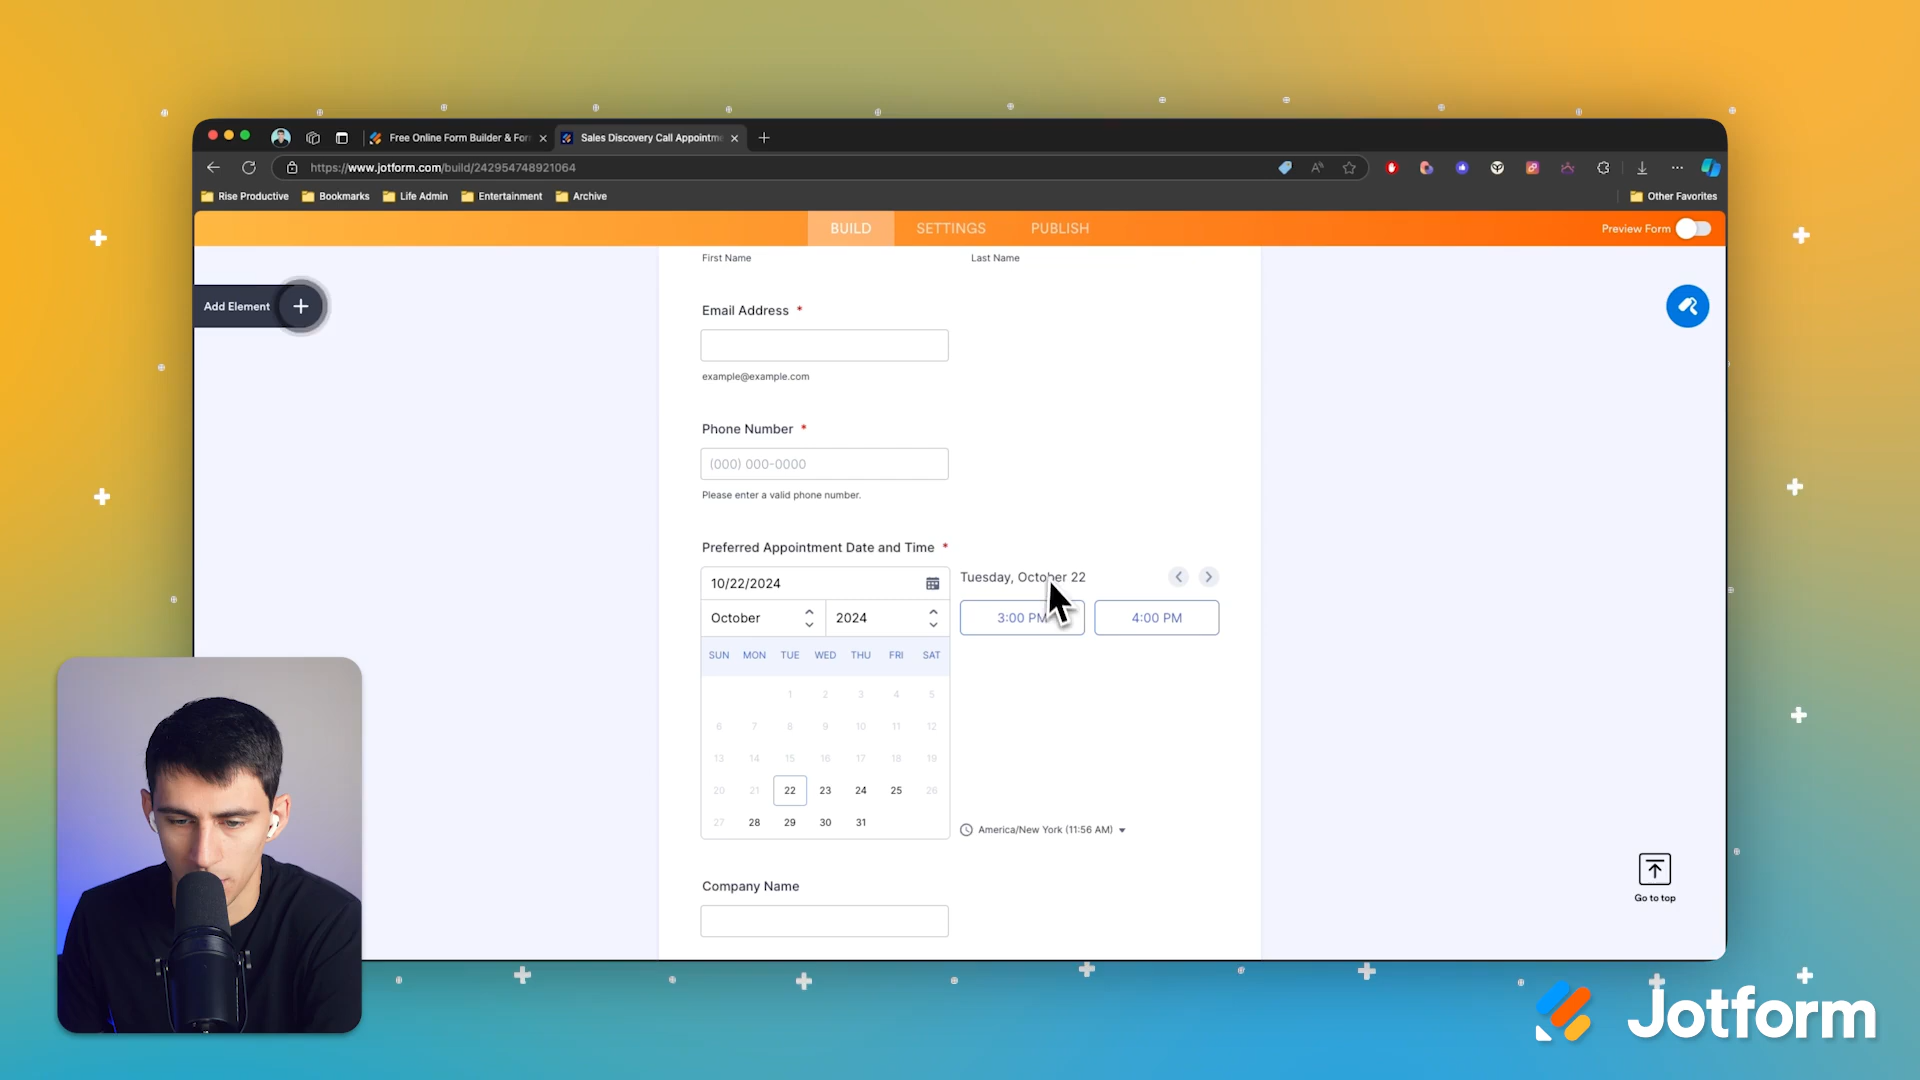 Free Online Form Builder & For
Sales Discovery Call Appointme
https://www.jotform.com/build/242954748921064
Rise Productive
Bookmarks
Life Admin
Entertainment
Archive
Other Favorites
BUILD
SETTINGS
PUBLISH
Preview Form
First Name
Last Name
Add Element
Email Address *
example@example.com
Phone Number *
(000) 000-0000
Please enter a valid phone number.
Preferred Appointment Date and Time *
10/22/2024
Tuesday, October 22
October
2024
3:00 PM
4:00 PM
SUN MON TUE WED THU FRI SAT
1 2 3 4 5
6 7 8 9 10 11 12
13 14 15 16 17 18 19
20 21 22 23 24 25 26
27 28 29 30 31
America/New York (11:56 AM)
Company Name
Go to top
Jotform